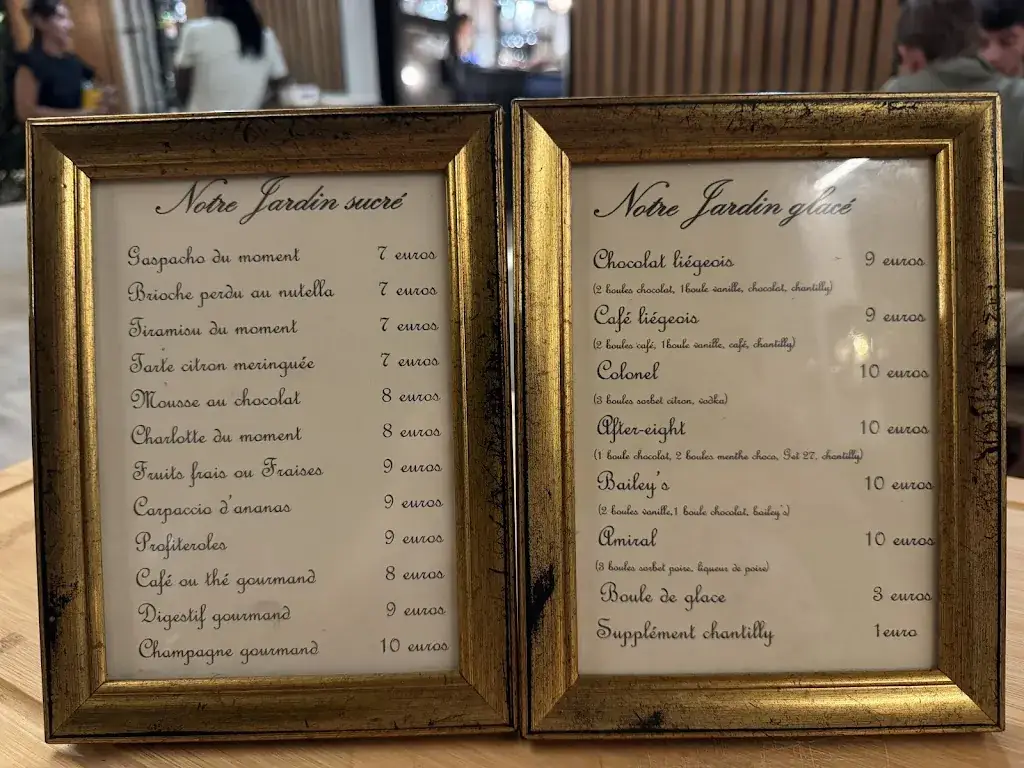 Notre Jardin sucré
Gaspacho du moment 7 euros
Brioche perdu au nutella 7 euros
Tiramisu du moment 7 euros
Tarte citron meringuée 7 euros
Mousse au chocolat 8 euros
Charlotte du moment 8 euros
Fruits frais ou Fraises 9 euros
Carpaccio d'ananas 9 euros
Profiteroles 9 euros
Café ou thé gourmand 8 euros
Digestif gourmand 9 euros
Champagne gourmand 10 euros
Notre Jardin glacé
Chocolat liégeois 9 euros
(2 boules chocolat, 1boule vanille, chocolat, chantilly)
Café liégeois 9 euros
(2 boules café, 1boule vanille, café, chantilly)
Colonel 10 euros
(3 boules sorbet citron, vodka)
After-eight 10 euros
(1 boule chocolat, 2 boules menthe choco, Get 27, chantilly)
Bailey's 10 euros
(2 boules vanille,1 boule chocolat, bailey's)
Amiral 10 euros
(3 boules sorbet poire, liqueur de poire)
Boule de glace 3 euros
Supplément chantilly 1euro